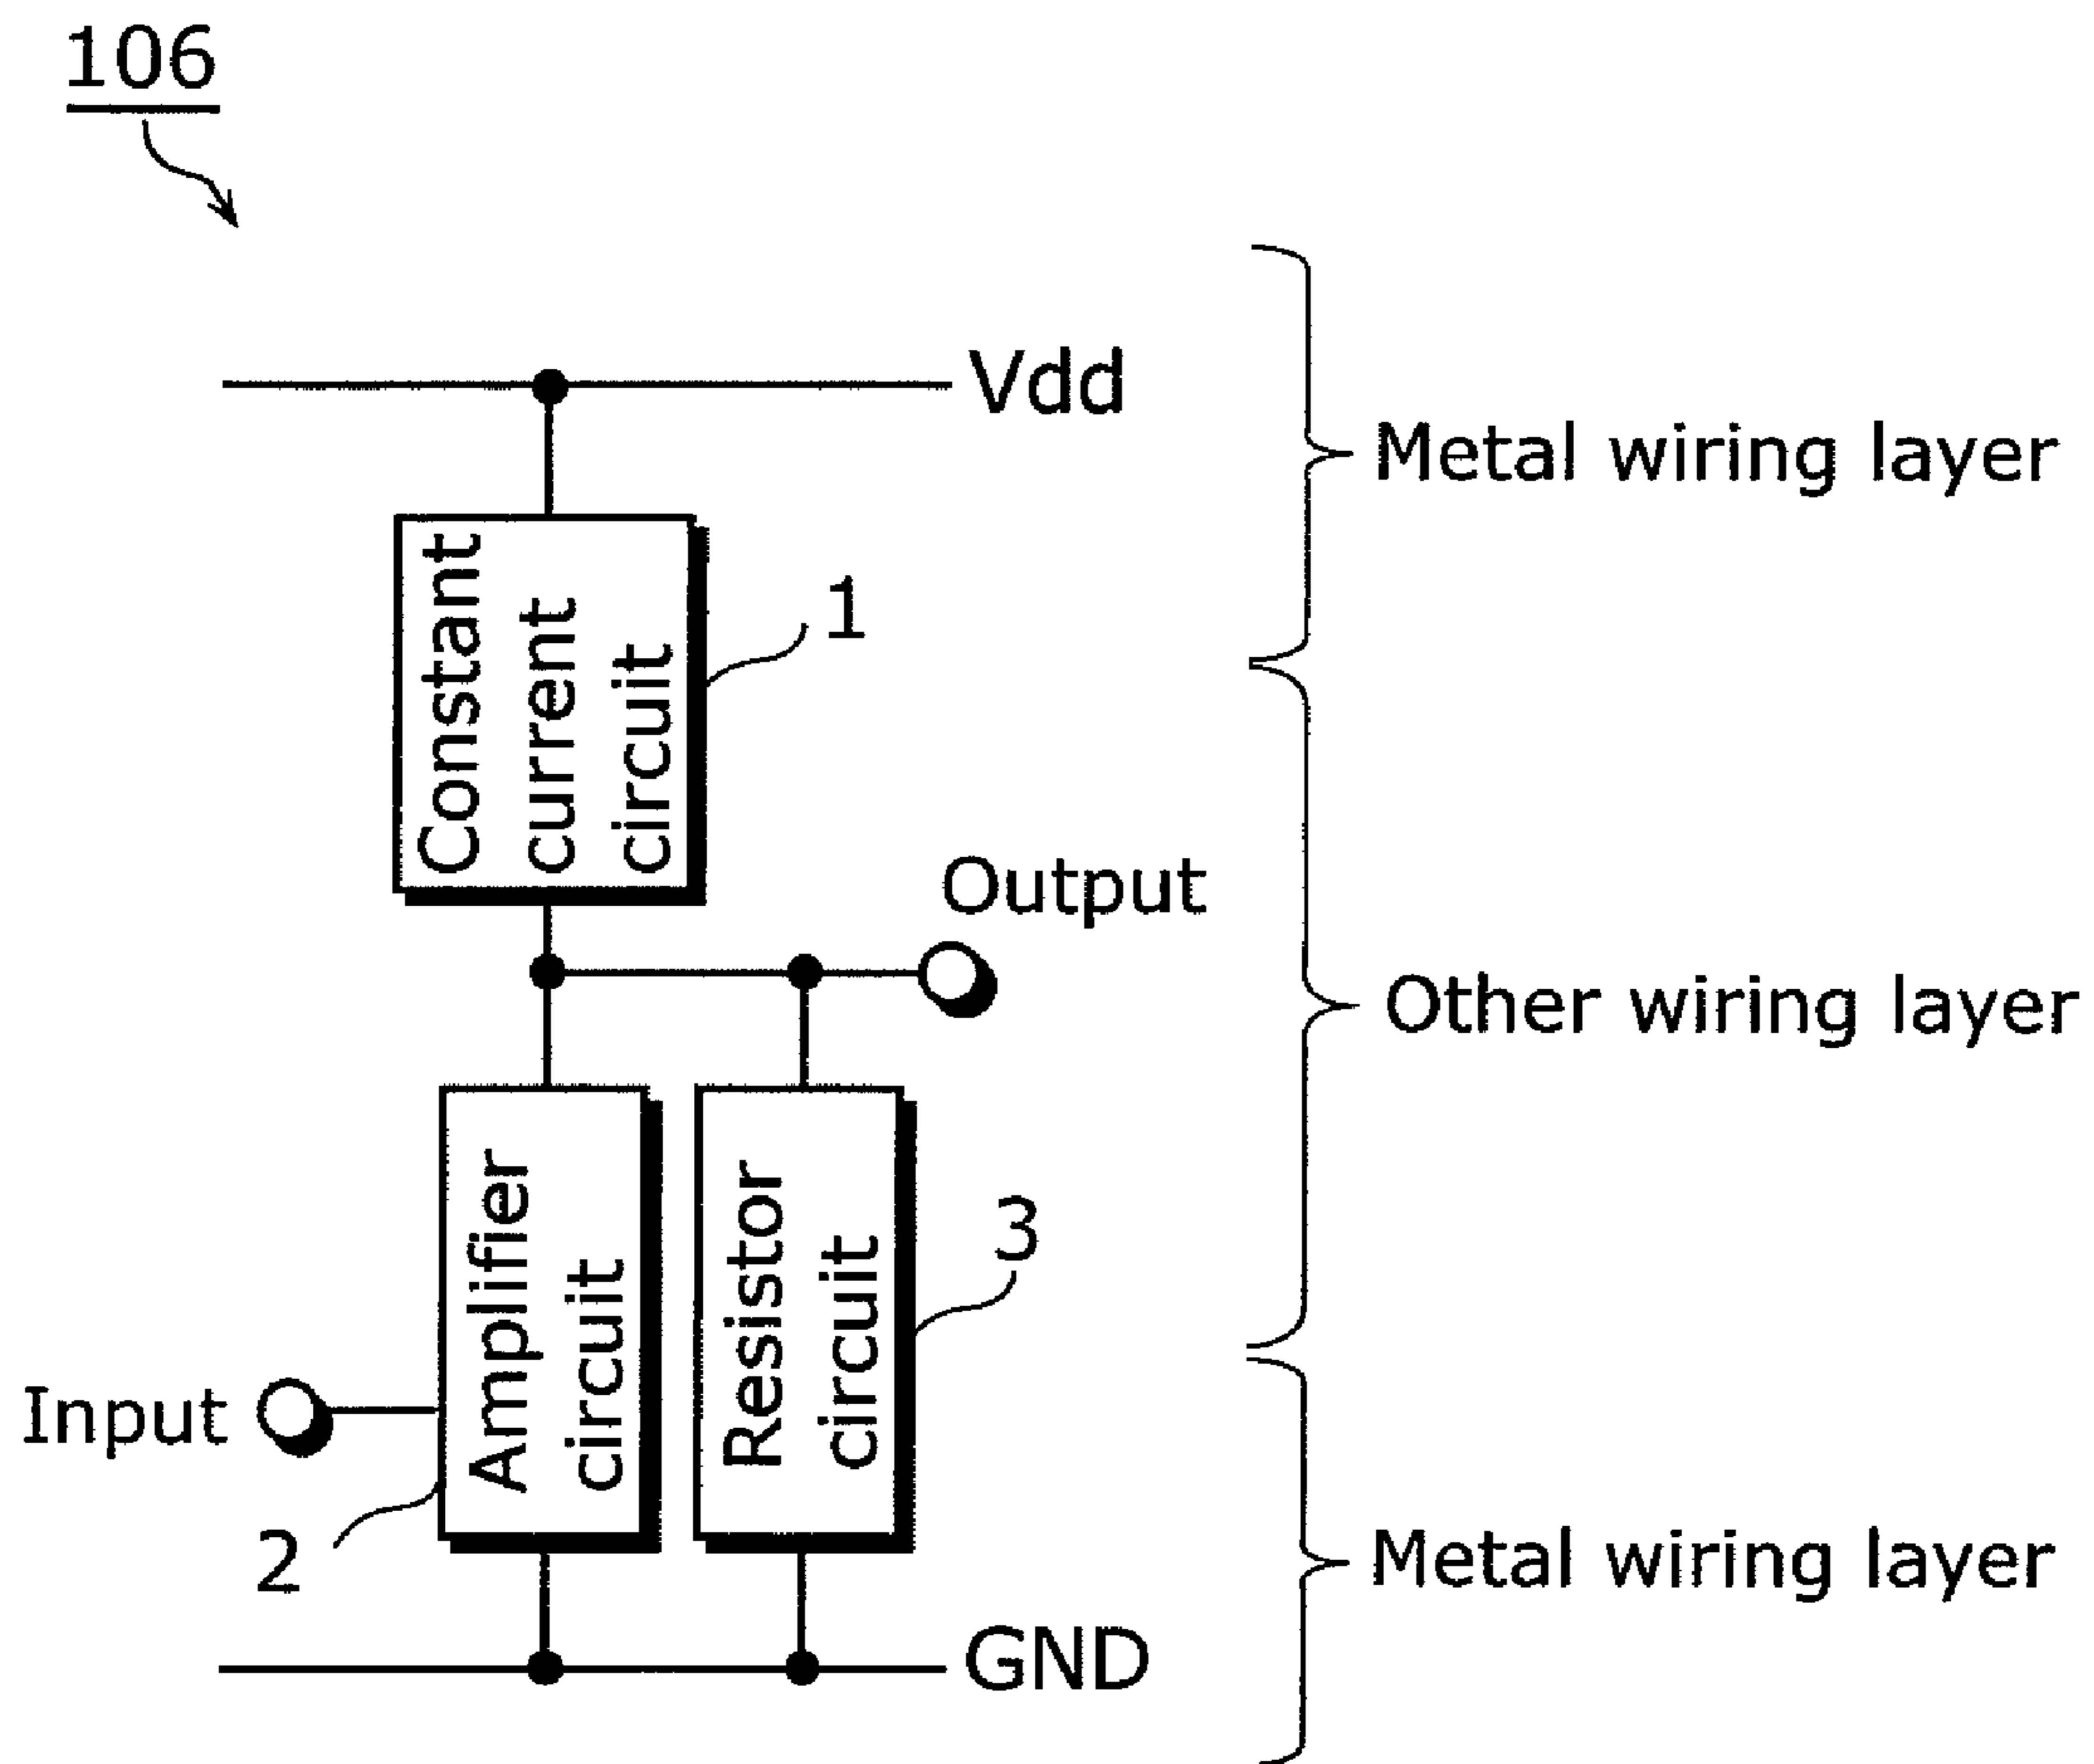 106
Vdd
Metal wiring layer
Constant
current
circuit
1
Output
Other wiring layer
Amplifier
circuit
Resistor
circuit
3
Input
2
Metal wiring layer
GND